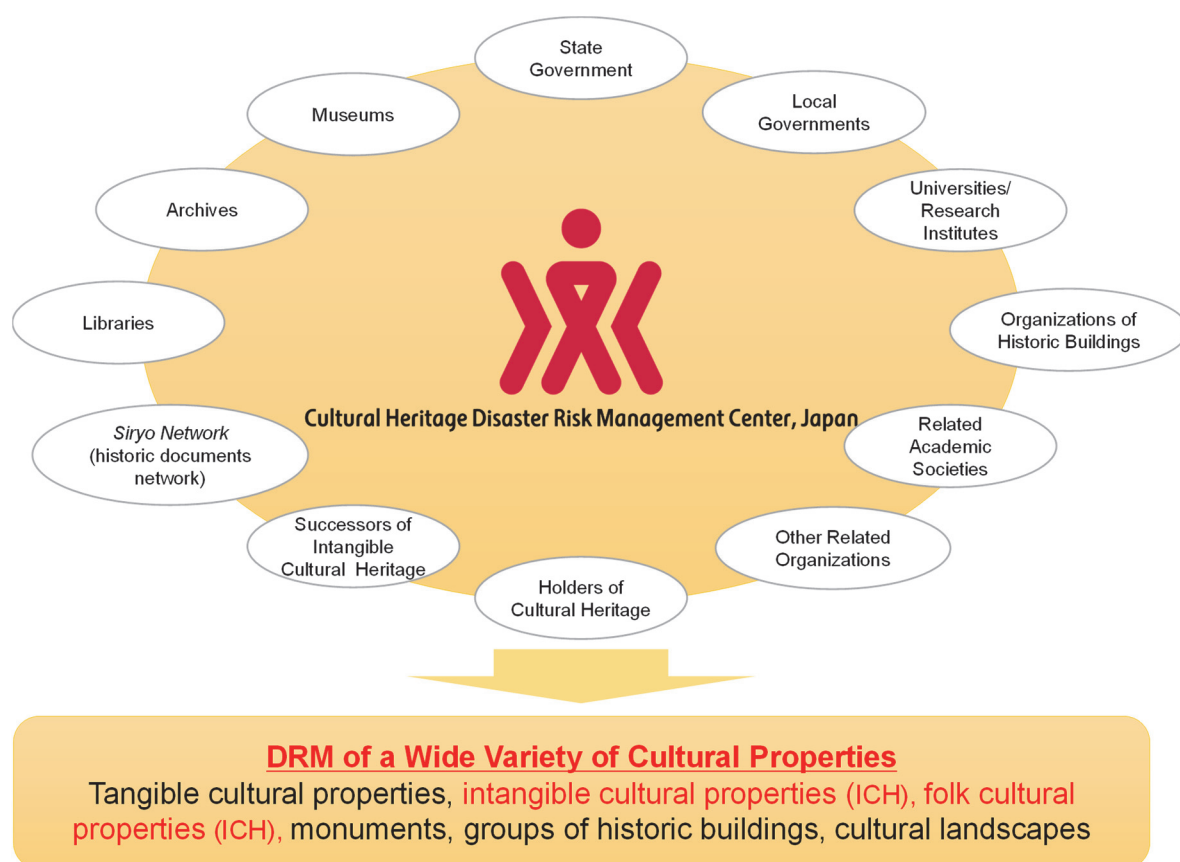 State
Government
Local
Governments
Museums
Universities/
Research
Institutes
Archives
Libraries
Organizations of
Historic Buildings
Cultural Heritage Disaster Risk Management Center, Japan
Related
Academic
Societies
Siryo Network
(historic documents
network)
Successors of
Intangible
Cultural Heritage
Other Related
Organizations
Holders of
Cultural Heritage
DRM of a Wide Variety of Cultural Properties
Tangible cultural properties, intangible cultural properties (ICH), folk cultural
properties (ICH), monuments, groups of historic buildings, cultural landscapes